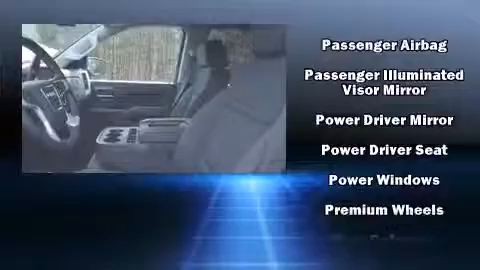 Passenger Airbag
Passenger Illuminated
Visor Mirror
Power Driver Mirror
Power Driver Seat
Power Windows
Premium Wheels